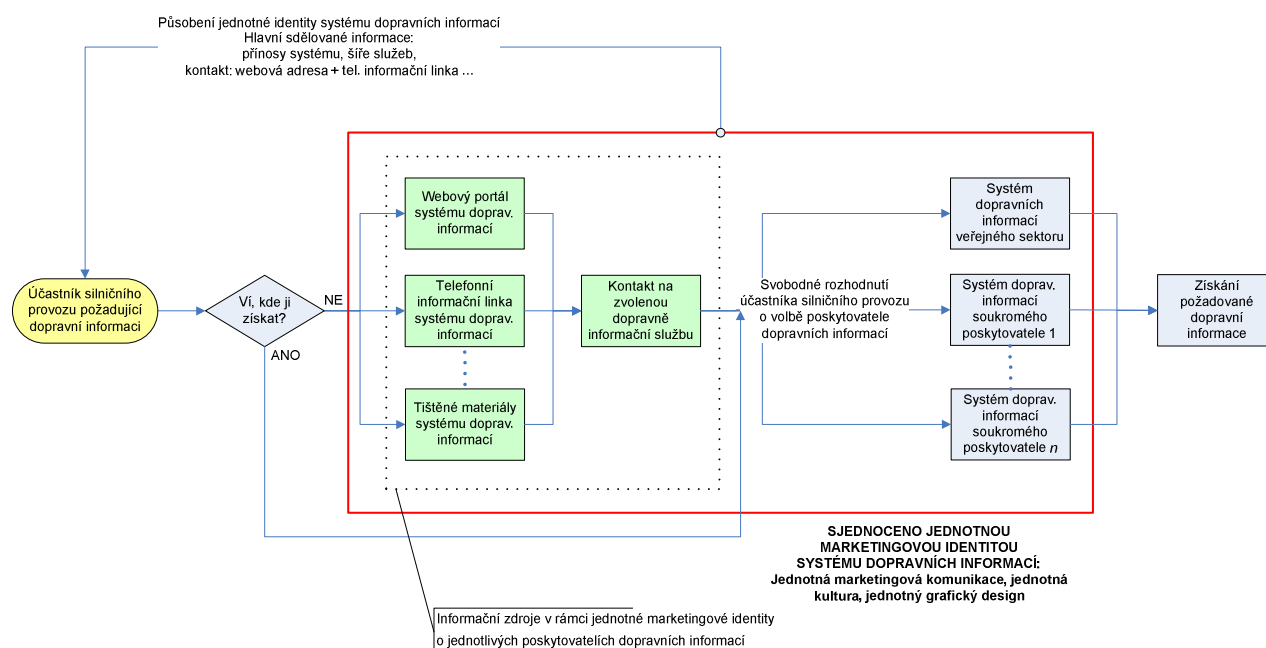 Působení jednotné identity systému dopravních informací
Hlavní sdělované informace:
přínosy systému, šíře služeb,
kontakt: webová adresa + tel. informační linka ...
Účastník silničního
provozu požadující
dopravní informaci
Ví, kde ji
získat?
NE
ANO
Webový portál
systému doprav.
informací
Telefonní
informační linka
systému doprav.
informací
Tištěné materiály
systému doprav.
informací
Kontakt na
zvolenou
dopravně
informační službu
Svobodné rozhodnutí
účastníka silničního provozu
o volbě poskytovatele
dopravních informací
Systém
dopravních
informací
veřejného sektoru
Systém doprav.
informací
soukromého
poskytovatele 1
Systém doprav.
informací
soukromého
poskytovatele n
Získání
požadované
dopravní
informace
SJEDNOCENO JEDNOTNOU
MARKETINGOVOU IDENTITOU
SYSTÉMU DOPRAVNÍCH INFORMACÍ:
Jednotná marketingová komunikace, jednotná
kultura, jednotný grafický design
Informační zdroje v rámci jednotné marketingové identity
o jednotlivých poskytovatelích dopravních informací